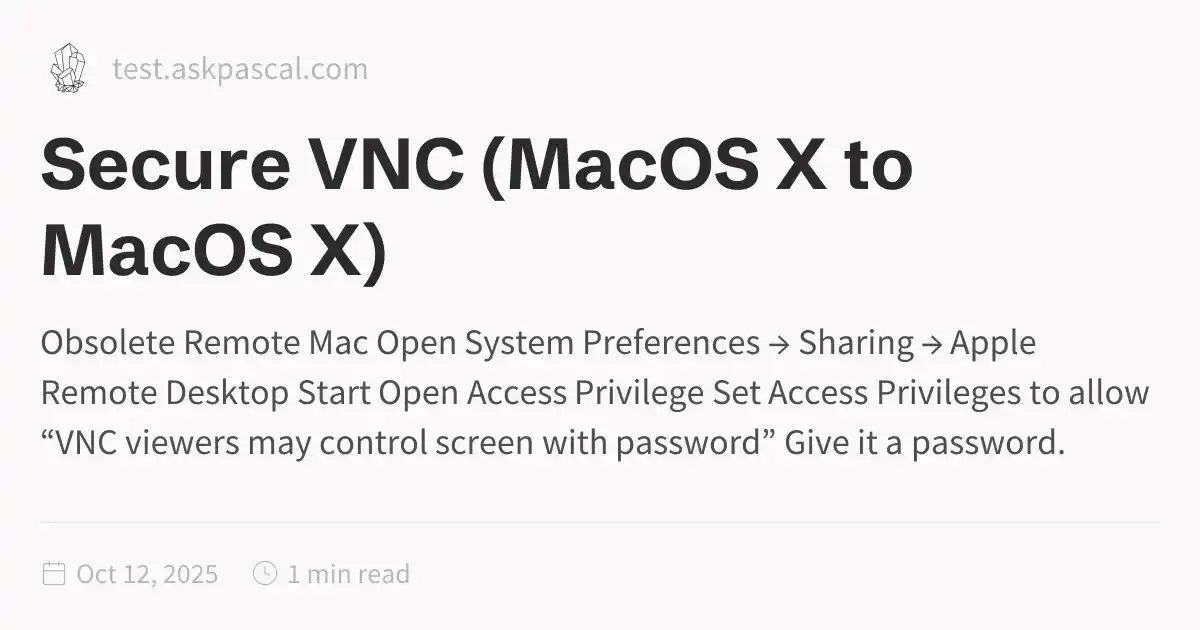 test.askpascal.com
Secure VNC (MacOS X to
MacOS X)
Obsolete Remote Mac Open System Preferences → Sharing → Apple
Remote Desktop Start Open Access Privilege Set Access Privileges to allow
“VNC viewers may control screen with password” Give it a password.
Oct 12, 2025 1 min read